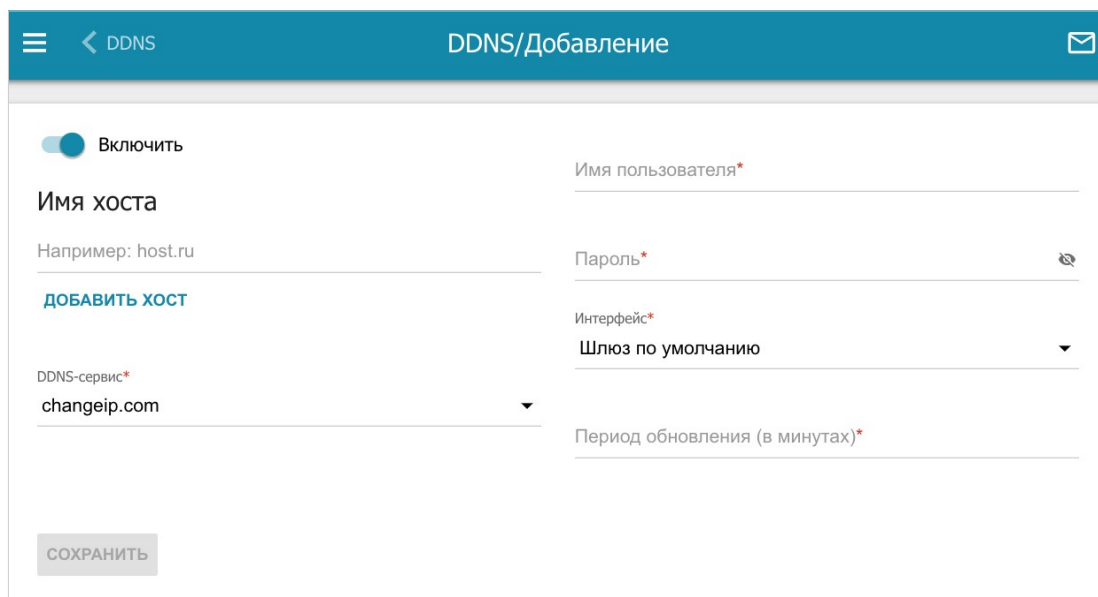 DDNS
DDNS/Добавление
Включить
Имя хоста
Например: host.ru
ДОБАВИТЬ ХОСТ
DDNS-сервис*
changeip.com
Имя пользователя*
Пароль*
Интерфейс*
Шлюз по умолчанию
Период обновления (в минутах)*
СОХРАНИТЬ